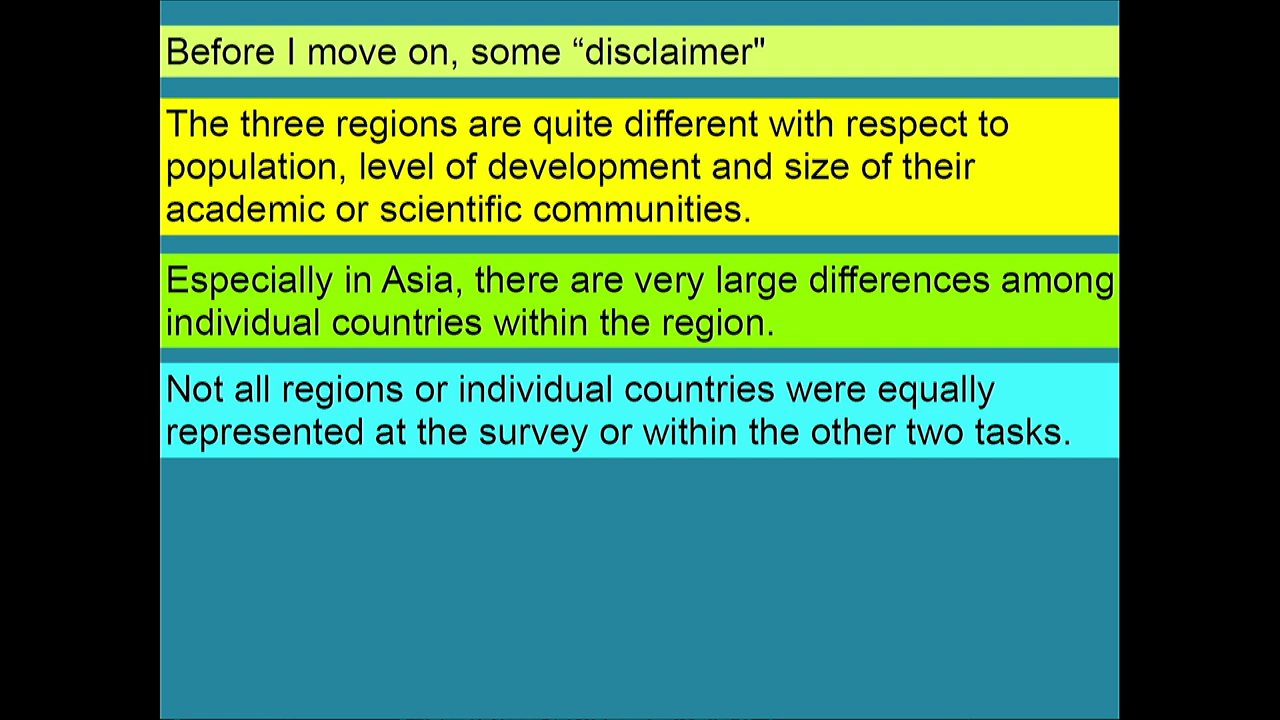 Before I move on, some “disclaimer"
The three regions are quite different with respect to
population, level of development and size of their
academic or scientific communities.
Especially in Asia, there are very large differences among
individual countries within the region.
Not all regions or individual countries were equally
represented at the survey or within the other two tasks.